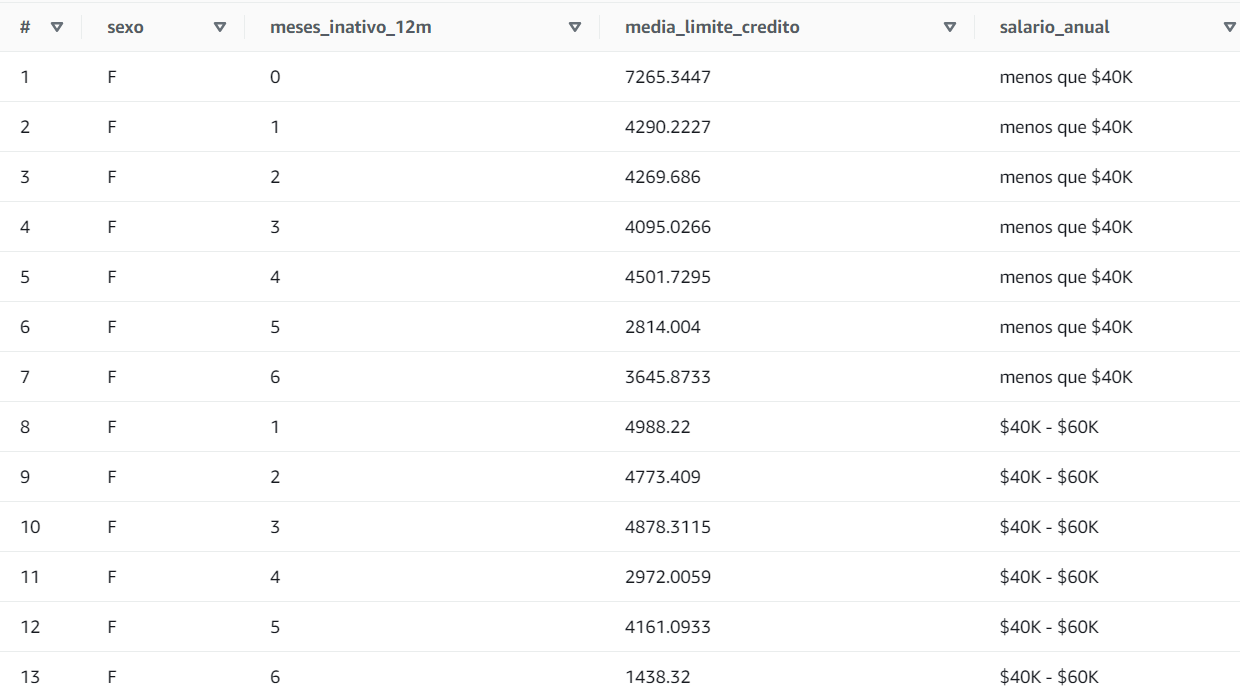 # sexo meses_inativo_12m media_limite_credito salario_anual
1 F 0 7265.3447 menos que $40K
2 F 1 4290.2227 menos que $40K
3 F 2 4269.686 menos que $40K
4 F 3 4095.0266 menos que $40K
5 F 4 4501.7295 menos que $40K
6 F 5 2814.004 menos que $40K
7 F 6 3645.8733 menos que $40K
8 F 1 4988.22 $40K - $60K
9 F 2 4773.409 $40K - $60K
10 F 3 4878.3115 $40K - $60K
11 F 4 2972.0059 $40K - $60K
12 F 5 4161.0933 $40K - $60K
13 F 6 1438.32 $40K - $60K